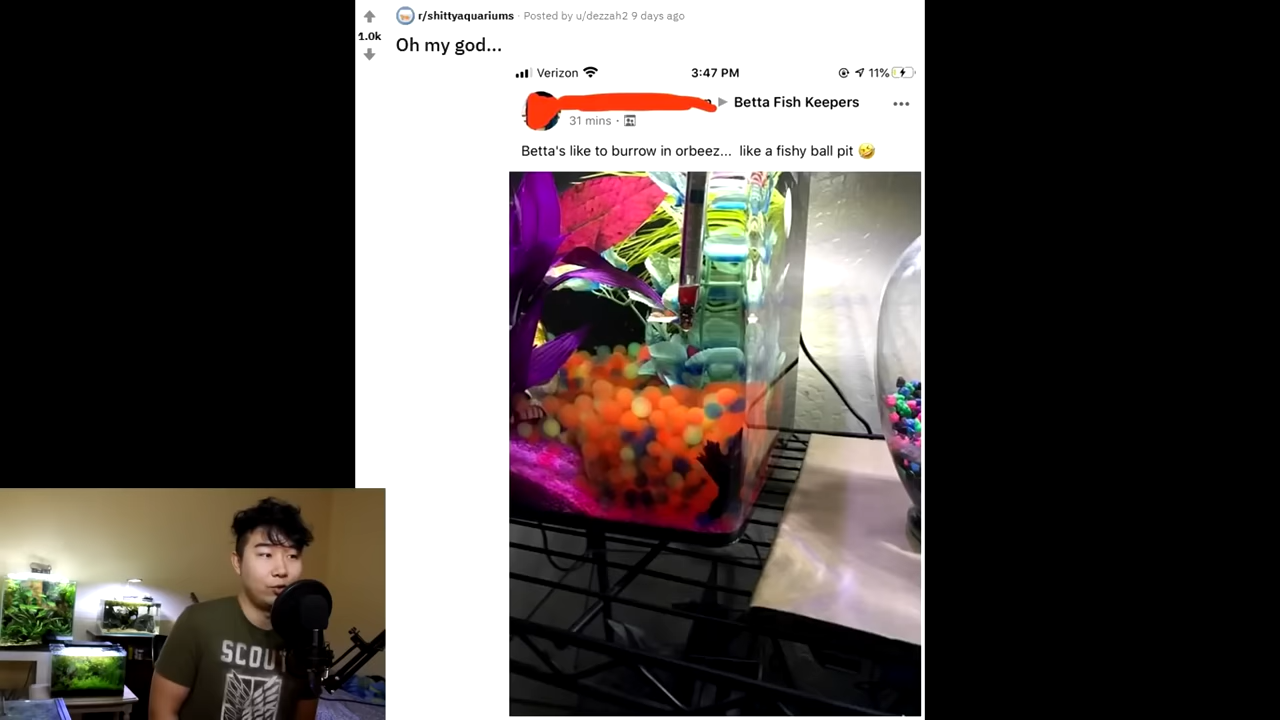 r/shittyaquariums · Posted by u/dezzah2 9 days ago
1.0k
Oh my god...
Verizon 3:47 PM 11%
Betta Fish Keepers
31 mins ·
Betta's like to burrow in orbeez... like a fishy ball pit 🤣
SCOUT